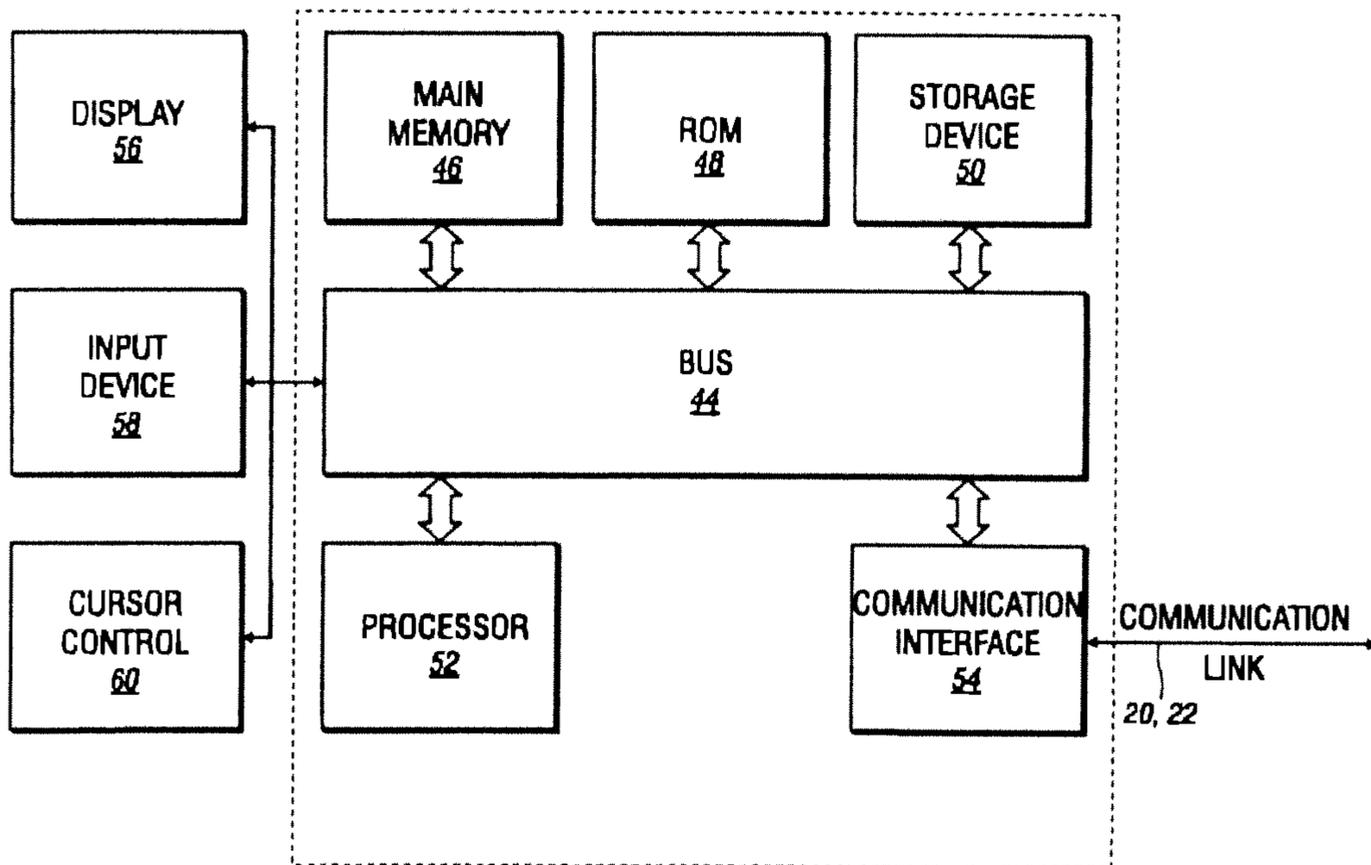 DISPLAY
56
MAIN
MEMORY
46
ROM
48
STORAGE
DEVICE
50
INPUT
DEVICE
58
BUS
44
CURSOR
CONTROL
60
PROCESSOR
52
COMMUNICATION
INTERFACE
54
COMMUNICATION
LINK
20, 22